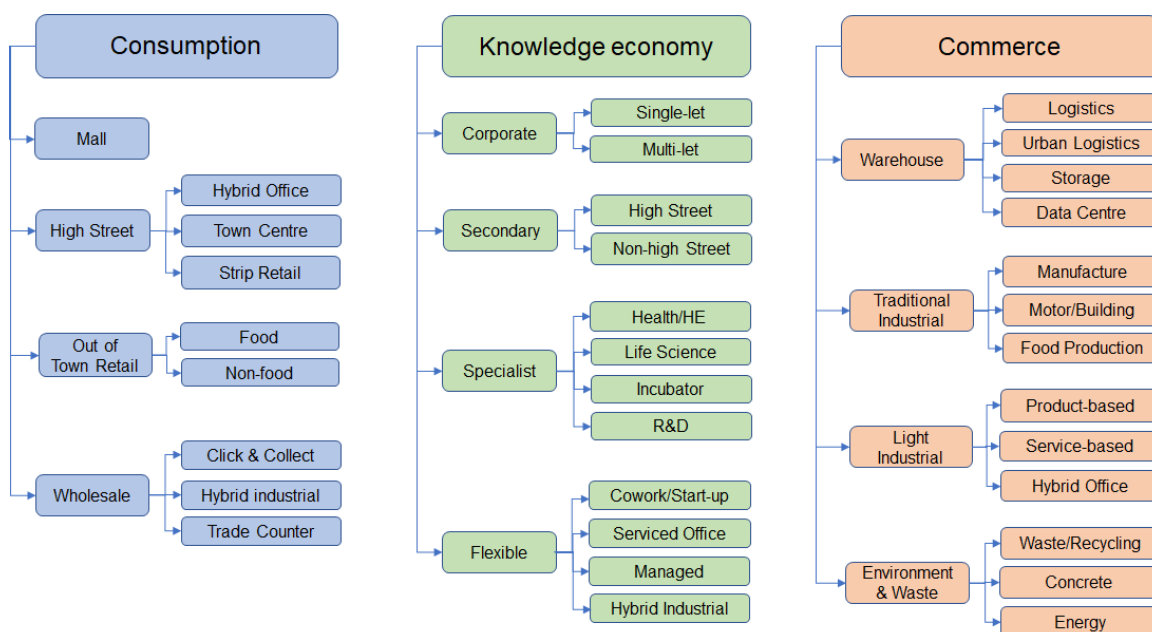 Consumption
Mall
High Street
Hybrid Office
Town Centre
Strip Retail
Out of
Town Retail
Food
Non-food
Wholesale
Click & Collect
Hybrid industrial
Trade Counter
Knowledge economy
Corporate
Single-let
Multi-let
Secondary
High Street
Non-high Street
Specialist
Health/HE
Life Science
Incubator
R&D
Flexible
Cowork/Start-up
Serviced Office
Managed
Hybrid Industrial
Commerce
Warehouse
Logistics
Urban Logistics
Storage
Data Centre
Traditional
Industrial
Manufacture
Motor/Building
Food Production
Light
Industrial
Product-based
Service-based
Hybrid Office
Environment
& Waste
Waste/Recycling
Concrete
Energy